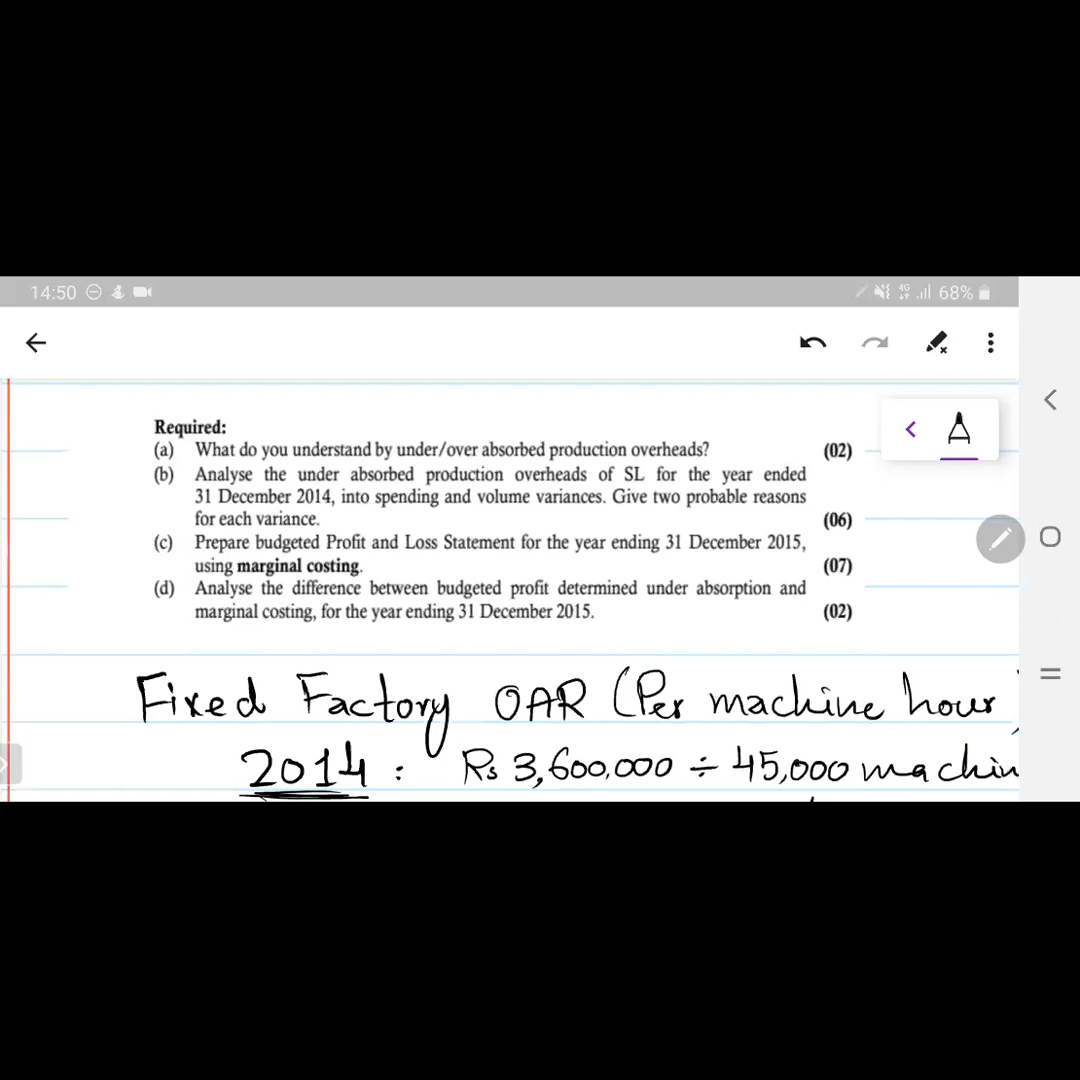 14:50 4G 68%
Required:
(a) What do you understand by under/over absorbed production overheads? (02)
(b) Analyse the under absorbed production overheads of SL for the year ended
31 December 2014, into spending and volume variances. Give two probable reasons
for each variance. (06)
(c) Prepare budgeted Profit and Loss Statement for the year ending 31 December 2015,
using marginal costing. (07)
(d) Analyse the difference between budgeted profit determined under absorption and
marginal costing, for the year ending 31 December 2015. (02)
Fixed Factory OAR (Per machine hour)
2014 : Rs 3,600,000 ÷ 45,000 machin